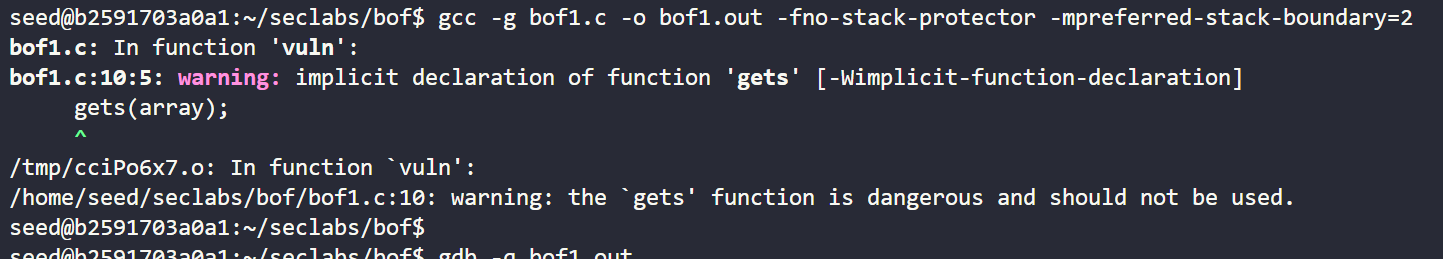 seed@b2591703a0a1:~/seclabs/bof$ gcc -g bof1.c -o bof1.out -fno-stack-protector -mpreferred-stack-boundary=2
bof1.c: In function 'vuln':
bof1.c:10:5: warning: implicit declaration of function 'gets' [-Wimplicit-function-declaration]
     gets(array);
     ^
/tmp/cciPo6x7.o: In function `vuln':
/home/seed/seclabs/bof/bof1.c:10: warning: the `gets' function is dangerous and should not be used.
seed@b2591703a0a1:~/seclabs/bof$
seed@b2591703a0a1:~/seclabs/bof$ gdb -q bof1.out